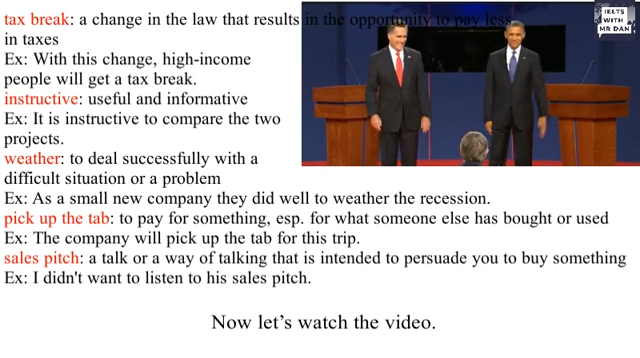 tax break: a change in the law that results in the opportunity to pay less
in taxes
Ex: With this change, high-income
people will get a tax break.
instructive: useful and informative
Ex: It is instructive to compare the two
projects.
weather: to deal successfully with a
difficult situation or a problem
Ex: As a small new company they did well to weather the recession.
pick up the tab: to pay for something, esp. for what someone else has bought or used
Ex: The company will pick up the tab for this trip.
sales pitch: a talk or a way of talking that is intended to persuade you to buy something
Ex: I didn't want to listen to his sales pitch.
Now let’s watch the video.
IELTS
WITH
MR DAN